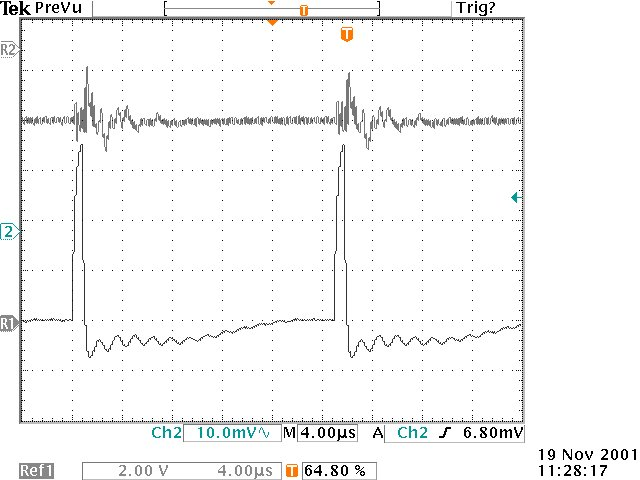 Tek PreVu Trig?
T
T
R2
2
R1
Ch2 10.0mV∿ M 4.00µs A Ch2 ƒ 6.80mV
19 Nov 2001
Ref1 2.00 V 4.00µs T 64.80 % 11:28:17